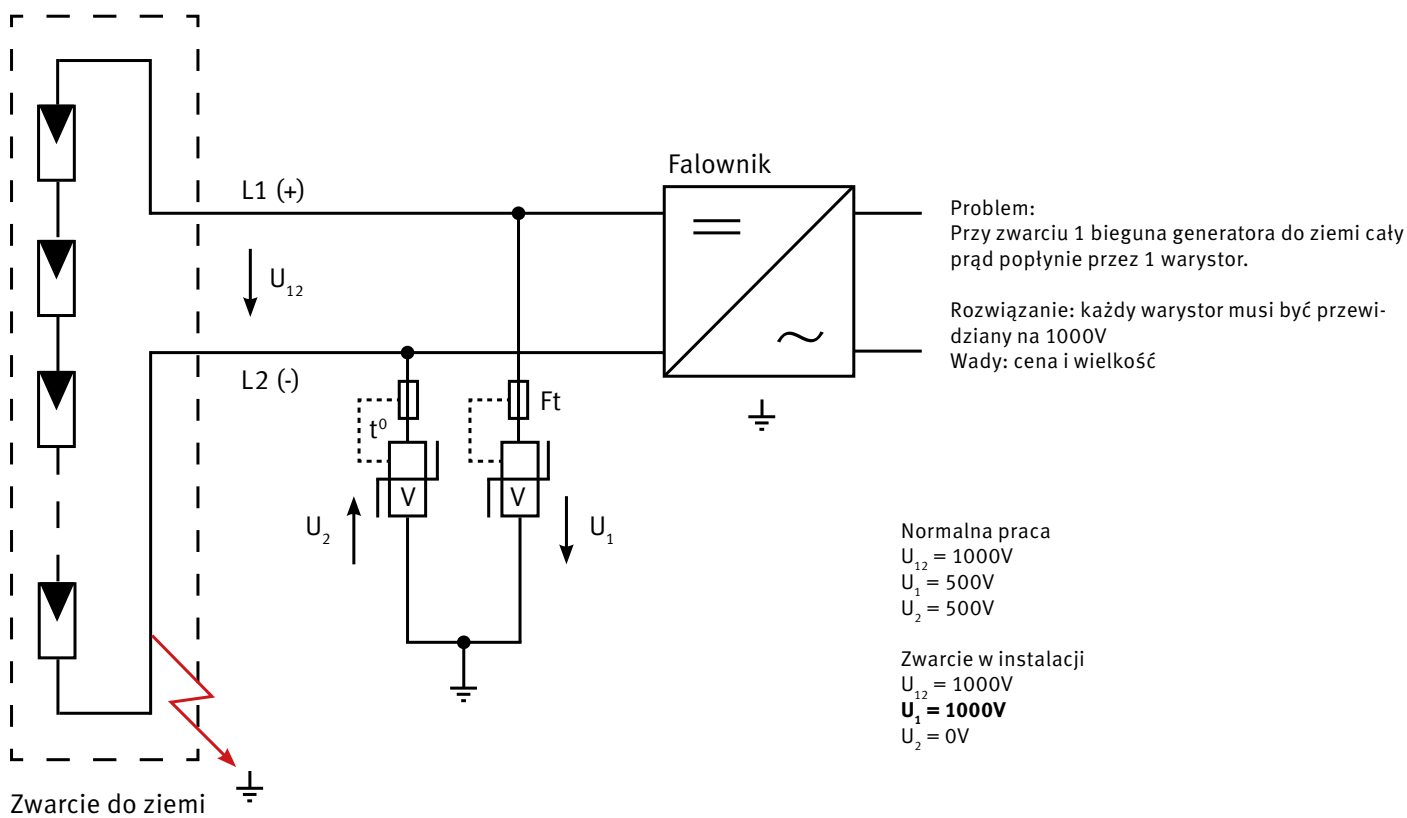 Falownik
L1 (+)
U12
L2 (-)
t0
Ft
V
V
U2
U1
Zwarcie do ziemi
Problem:
Przy zwarciu 1 bieguna generatora do ziemi cały
prąd popłynie przez 1 warystor.
Rozwiązanie: każdy warystor musi być przewi-
dziany na 1000V
Wady: cena i wielkość
Normalna praca
U12 = 1000V
U1 = 500V
U2 = 500V
Zwarcie w instalacji
U12 = 1000V
U1 = 1000V
U2 = 0V